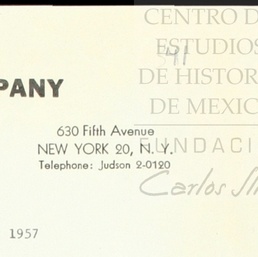 CENTRO D
ESTUDIOS
DE HISTOR
DE MEXIC
FUNDACI
Carlos Sli
PANY
630 Fifth Avenue
NEW YORK 20, N. Y.
Telephone: Judson 2-0120
1957